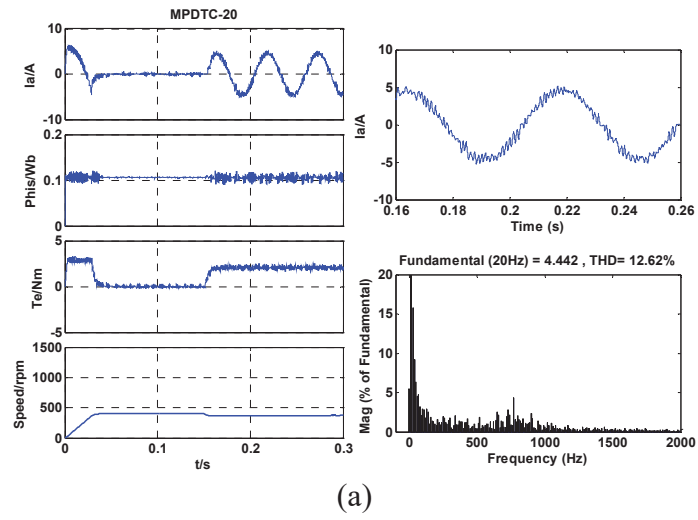 MPDTC-20
10
0
-10
Ia/A
0.2
0.1
0
Phis/Wb
5
0
-5
Te/Nm
1500
1000
500
0
Speed/rpm
0 0.1 0.2 0.3
t/s
10
5
0
-5
-10
Ia/A
0.16 0.18 0.2 0.22 0.24 0.26
Time (s)
Fundamental (20Hz) = 4.442 , THD= 12.62%
20
15
10
5
0
Mag (% of Fundamental)
0 500 1000 1500 2000
Frequency (Hz)
(a)